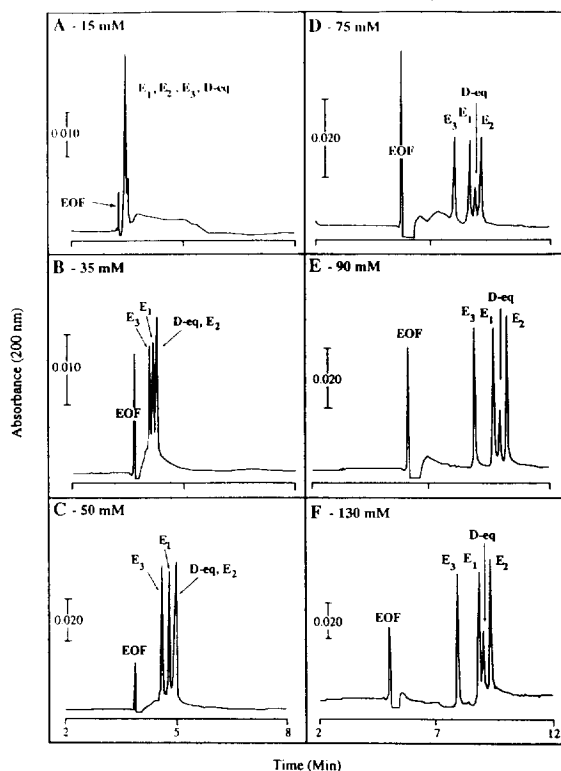 Absorbance (200 nm)
A - 15 mM
E1, E2, E3, D-eq
0.010
EOF
B - 35 mM
E1
E3
D-eq, E2
0.010
EOF
C - 50 mM
E1
E3
D-eq, E2
0.020
EOF
2 5 8
D - 75 mM
D-eq
E3 E1 E2
0.020
EOF
E - 90 mM
D-eq
E3 E1 E2
EOF
0.020
F - 130 mM
D-eq
E3 E1 E2
0.020
EOF
2 7 12
Time (Min)